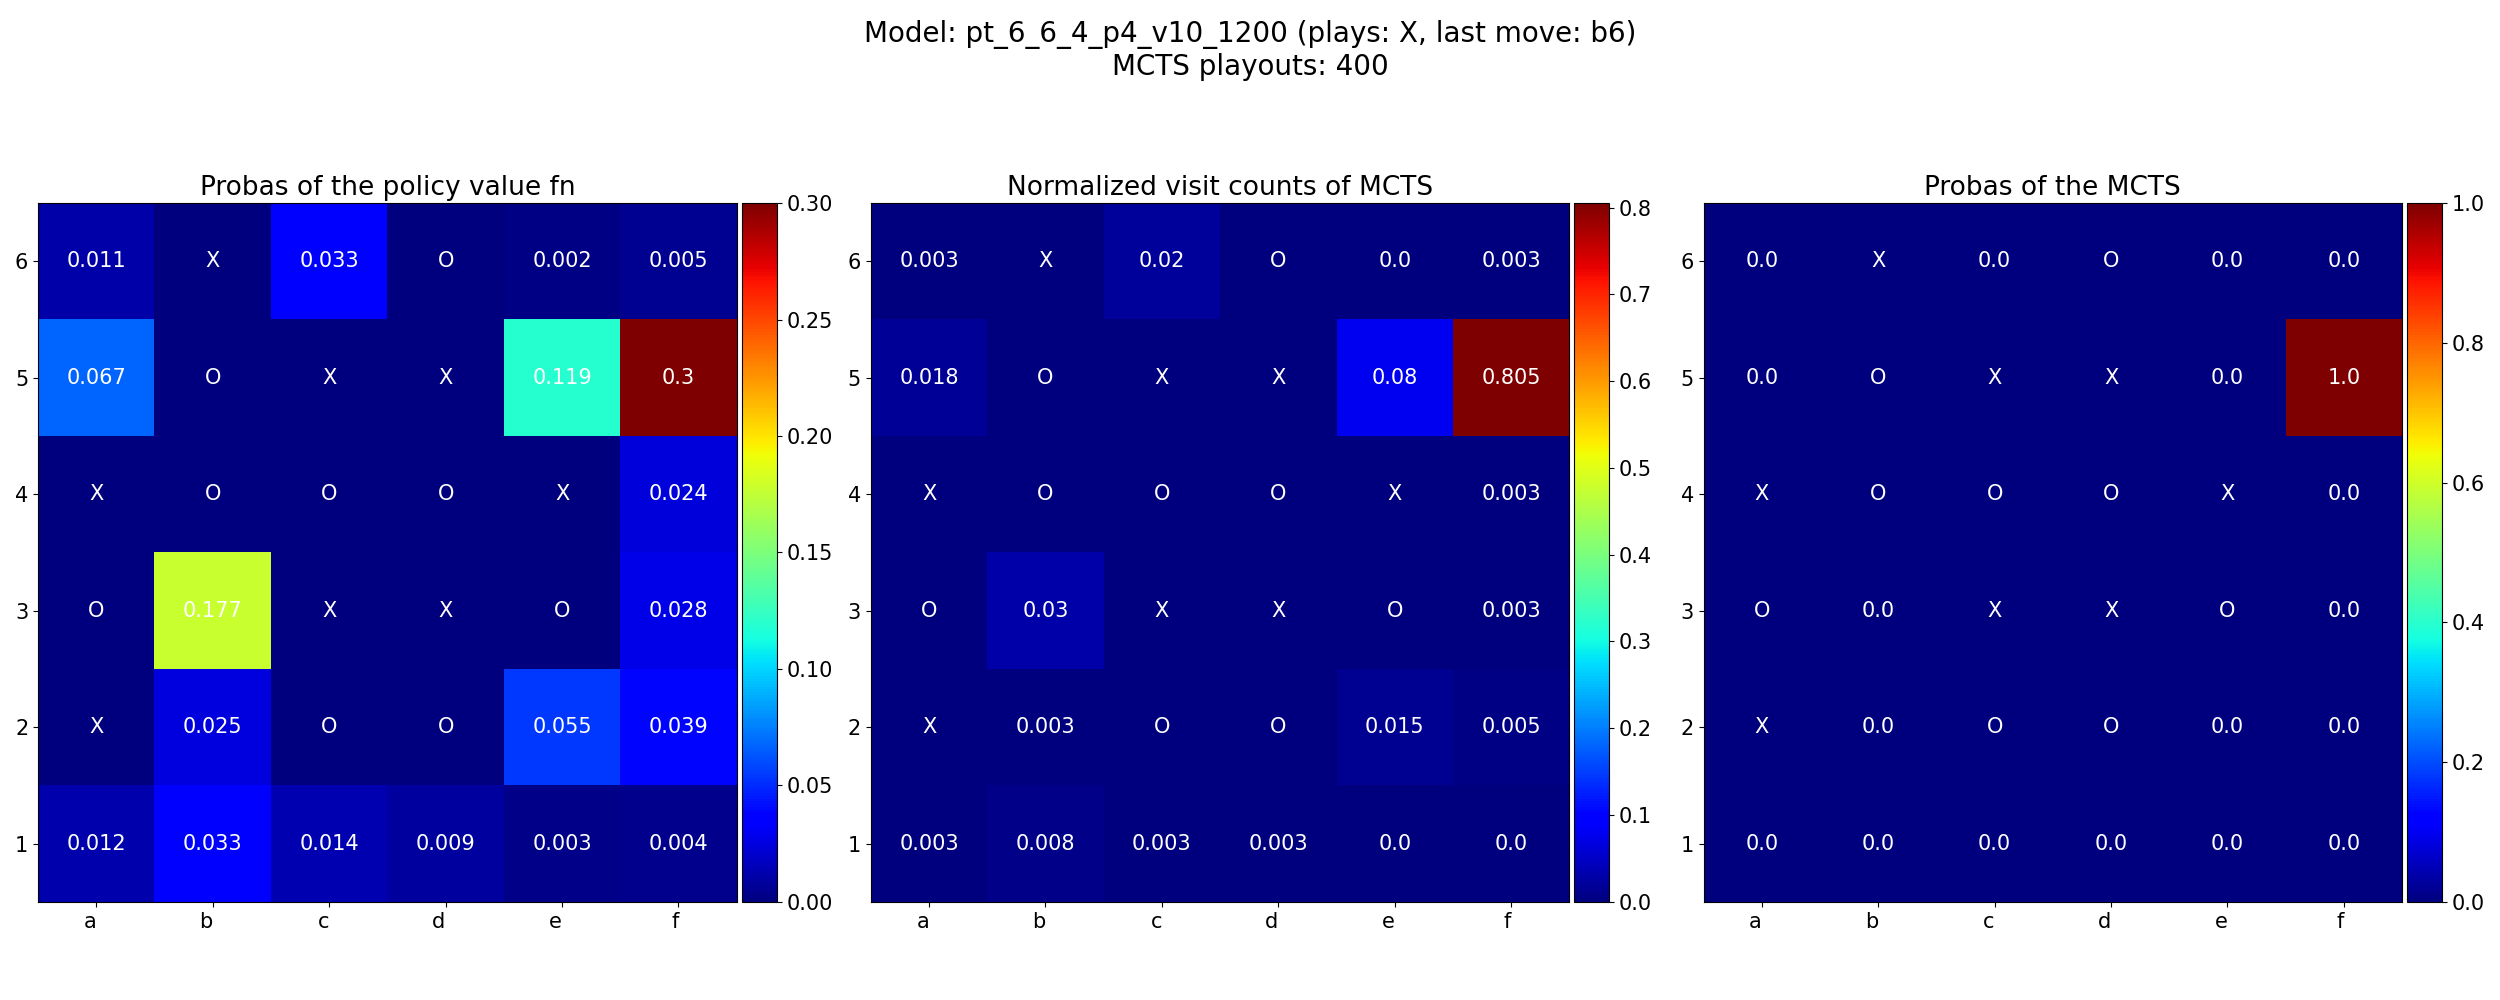 Model: pt_6_6_4_p4_v10_1200 (plays: X, last move: b6)
MCTS playouts: 400
Probas of the policy value fn
6 0.011 X 0.033 O 0.002 0.005
5 0.067 O X X 0.119 0.3
4 X O O O X 0.024
3 O 0.177 X X O 0.028
2 X 0.025 O O 0.055 0.039
1 0.012 0.033 0.014 0.009 0.003 0.004
a b c d e f
0.30
0.25
0.20
0.15
0.10
0.05
0.00
Normalized visit counts of MCTS
6 0.003 X 0.02 O 0.0 0.003
5 0.018 O X X 0.08 0.805
4 X O O O X 0.003
3 O 0.03 X X O 0.003
2 X 0.003 O O 0.015 0.005
1 0.003 0.008 0.003 0.003 0.0 0.0
a b c d e f
0.8
0.7
0.6
0.5
0.4
0.3
0.2
0.1
0.0
Probas of the MCTS
6 0.0 X 0.0 O 0.0 0.0
5 0.0 O X X 0.0 1.0
4 X O O O X 0.0
3 O 0.0 X X O 0.0
2 X 0.0 O O 0.0 0.0
1 0.0 0.0 0.0 0.0 0.0 0.0
a b c d e f
1.0
0.8
0.6
0.4
0.2
0.0